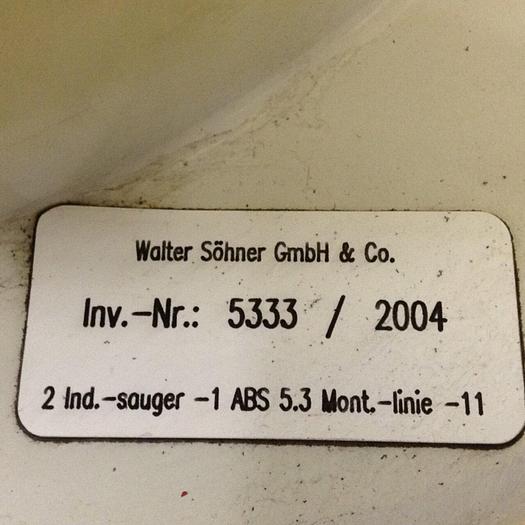 Walter Söhner GmbH & Co.
Inv.-Nr.: 5333 / 2004
2 Ind.-sauger -1 ABS 5.3 Mont.-linie -11